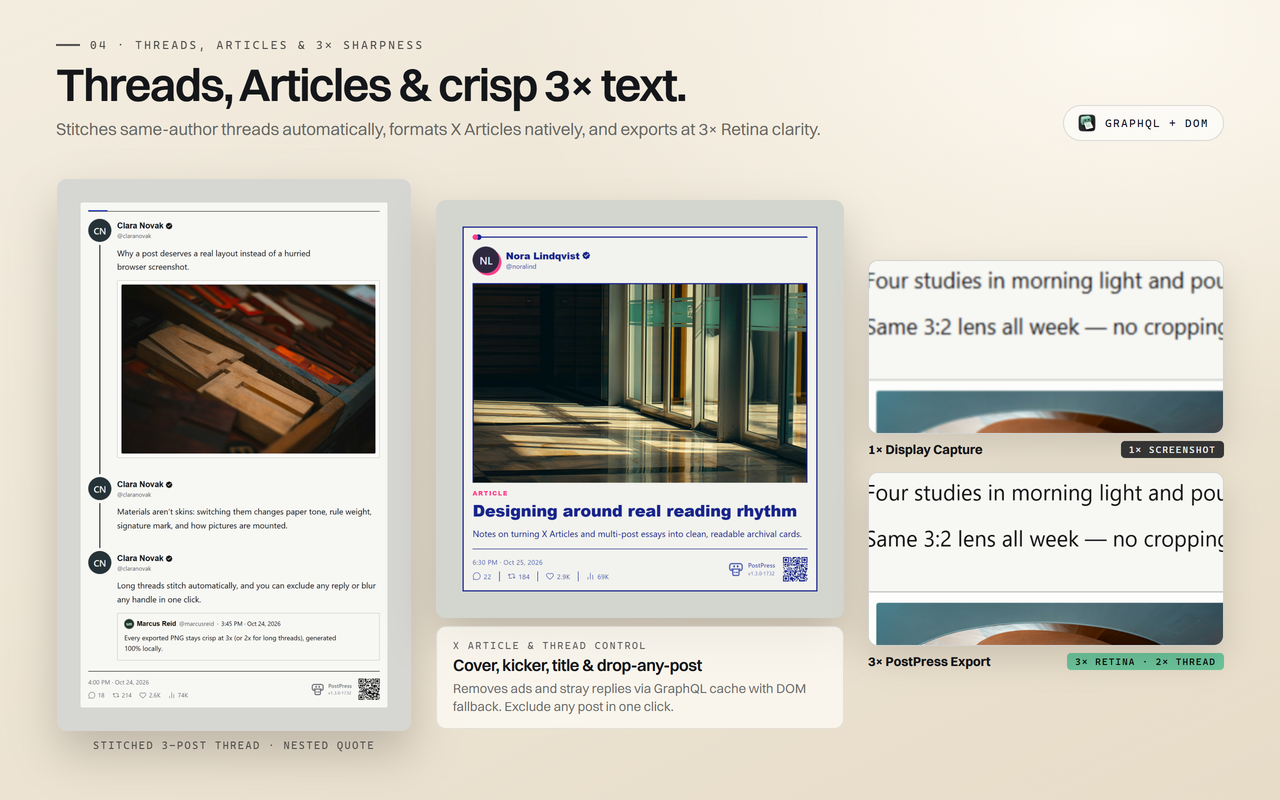 04 · THREADS, ARTICLES & 3× SHARPNESS
Threads, Articles & crisp 3× text.
Stitches same-author threads automatically, formats X Articles natively, and exports at 3× Retina clarity.
GRAPHQL + DOM
CN
Clara Novak
@claranovak
Why a post deserves a real layout instead of a hurried
browser screenshot.
CN
Clara Novak
@claranovak
Materials aren't skins: switching them changes paper tone, rule weight,
signature mark, and how pictures are mounted.
CN
Clara Novak
@claranovak
Long threads stitch automatically, and you can exclude any reply or blur
any handle in one click.
Marcus Reid @marcusreid · 3:45 PM · Oct 24, 2026
Every exported PNG stays crisp at 3x (or 2x for long threads), generated
100% locally.
4:00 PM · Oct 24, 2026
18 214 2.6K 74K
PostPress
v1.3.0-1732
STITCHED 3-POST THREAD · NESTED QUOTE
NL
Nora Lindqvist
@noralind
ARTICLE
Designing around real reading rhythm
Notes on turning X Articles and multi-post essays into clean, readable archival cards.
6:30 PM · Oct 25, 2026
22 184 2.9K 69K
PostPress
v1.3.0-1732
X ARTICLE & THREAD CONTROL
Cover, kicker, title & drop-any-post
Removes ads and stray replies via GraphQL cache with DOM
fallback. Exclude any post in one click.
Four studies in morning light and pou
Same 3:2 lens all week — no cropping
1× Display Capture
1× SCREENSHOT
Four studies in morning light and pou
Same 3:2 lens all week — no cropping
3× PostPress Export
3× RETINA · 2× THREAD